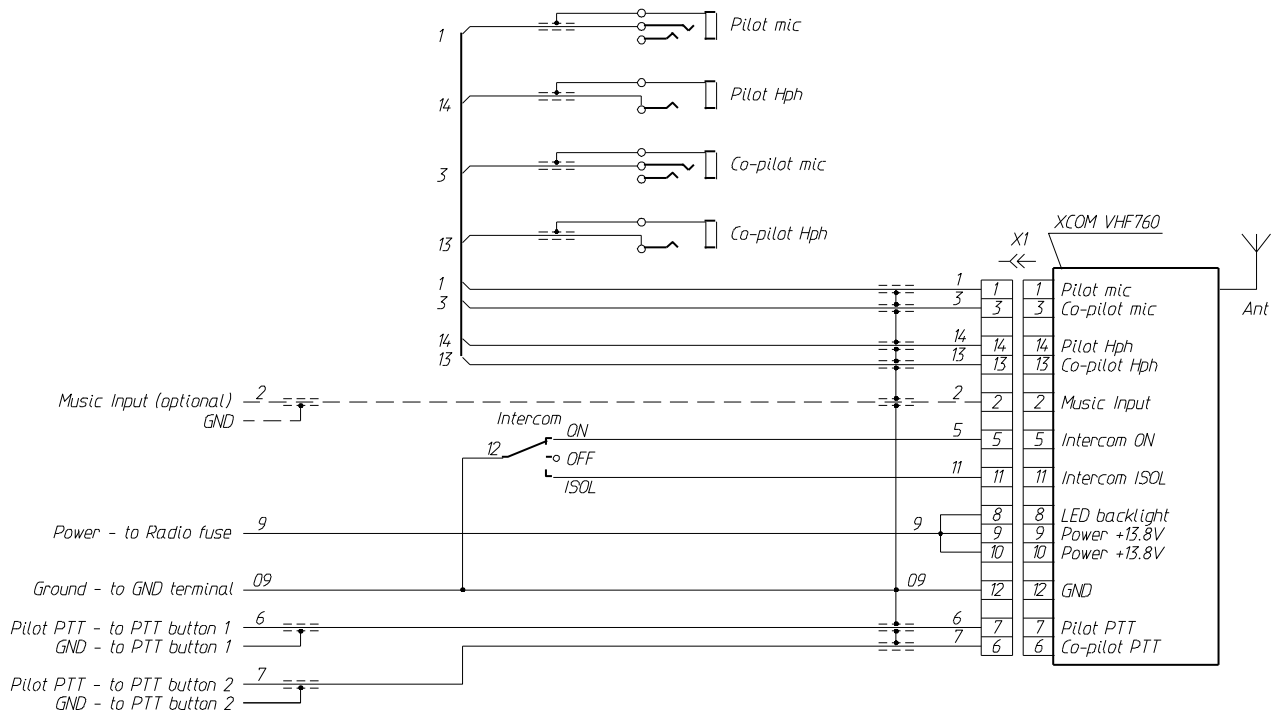 1 Pilot mic
14 Pilot Hph
3 Co-pilot mic
13 Co-pilot Hph
XCOM VHF760
X1
Ant
1 1 1 1 Pilot mic
3 3 3 3 Co-pilot mic
14 14 14 14 Pilot Hph
13 13 13 13 Co-pilot Hph
Music Input (optional) 2 2 2 2 Music Input
GND
Intercom
ON 5 5 5 Intercom ON
12
OFF
11 11 11 Intercom ISOL
ISOL
8 8 LED backlight
Power - to Radio fuse 9 9 9 9 Power +13.8V
10 10 Power +13.8V
Ground - to GND terminal 09 09 12 12 GND
Pilot PTT - to PTT button 1 6 6 7 7 Pilot PTT
GND - to PTT button 1 7 6 6 Co-pilot PTT
Pilot PTT - to PTT button 2 7
GND - to PTT button 2